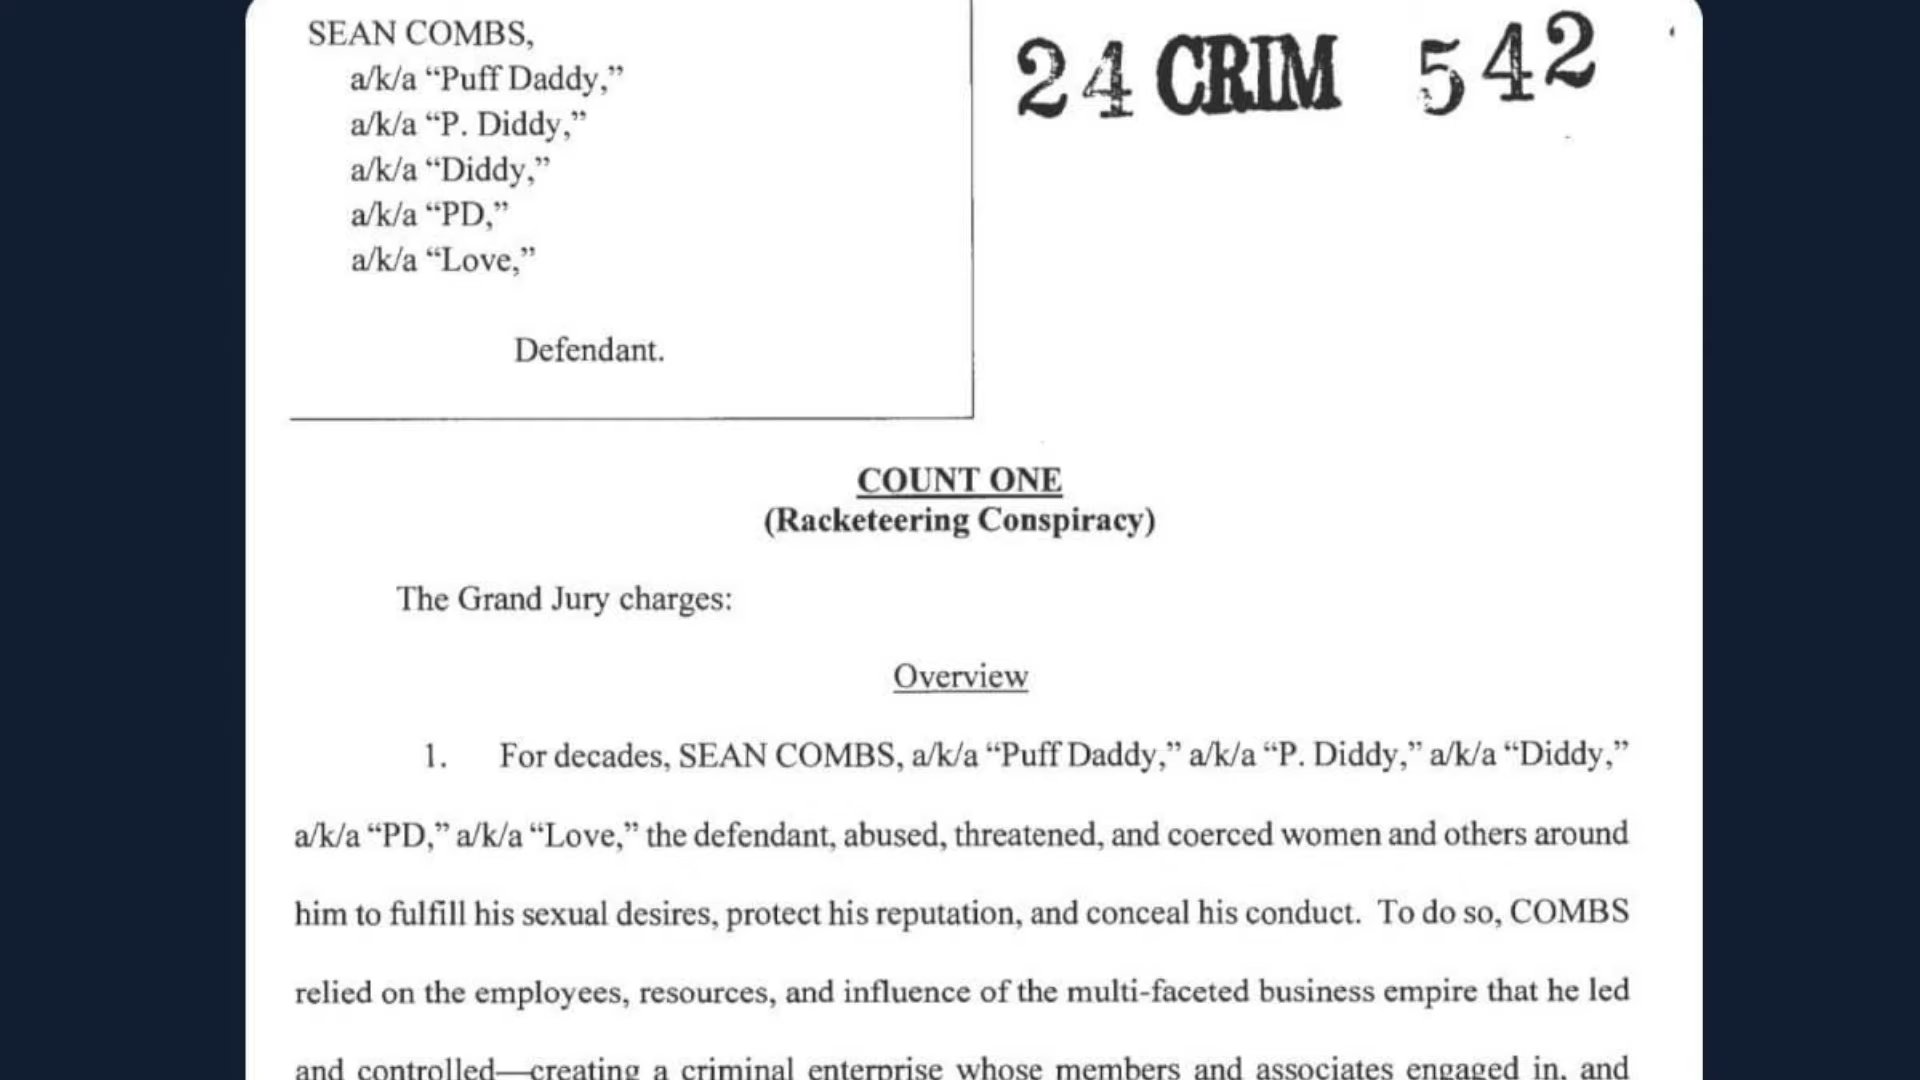 SEAN COMBS,
a/k/a “Puff Daddy,”
a/k/a “P. Diddy,”
a/k/a “Diddy,”
a/k/a “PD,”
a/k/a “Love,”
Defendant.
24 CRIM 542
COUNT ONE
(Racketeering Conspiracy)
The Grand Jury charges:
Overview
1. For decades, SEAN COMBS, a/k/a “Puff Daddy,” a/k/a “P. Diddy,” a/k/a “Diddy,”
a/k/a “PD,” a/k/a “Love,” the defendant, abused, threatened, and coerced women and others around
him to fulfill his sexual desires, protect his reputation, and conceal his conduct. To do so, COMBS
relied on the employees, resources, and influence of the multi-faceted business empire that he led
and controlled—creating a criminal enterprise whose members and associates engaged in, and